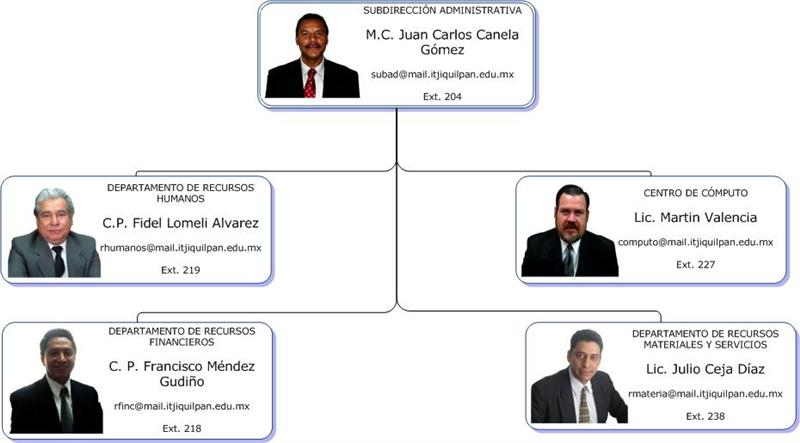 SUBDIRECCIÓN ADMINISTRATIVA
M.C. Juan Carlos Canela
Gómez
subad@mail.itjiquilpan.edu.mx
Ext. 204
DEPARTAMENTO DE RECURSOS
HUMANOS
C.P. Fidel Lomeli Alvarez
rhumanos@mail.itjiquilpan.edu.mx
Ext. 219
CENTRO DE CÓMPUTO
Lic. Martin Valencia
computo@mail.itjiquilpan.edu.mx
Ext. 227
DEPARTAMENTO DE RECURSOS
FINANCIEROS
C. P. Francisco Méndez
Gudiño
rfinc@mail.itjiquilpan.edu.mx
Ext. 218
DEPARTAMENTO DE RECURSOS
MATERIALES Y SERVICIOS
Lic. Julio Ceja Díaz
rmateria@mail.itjiquilpan.edu.mx
Ext. 238